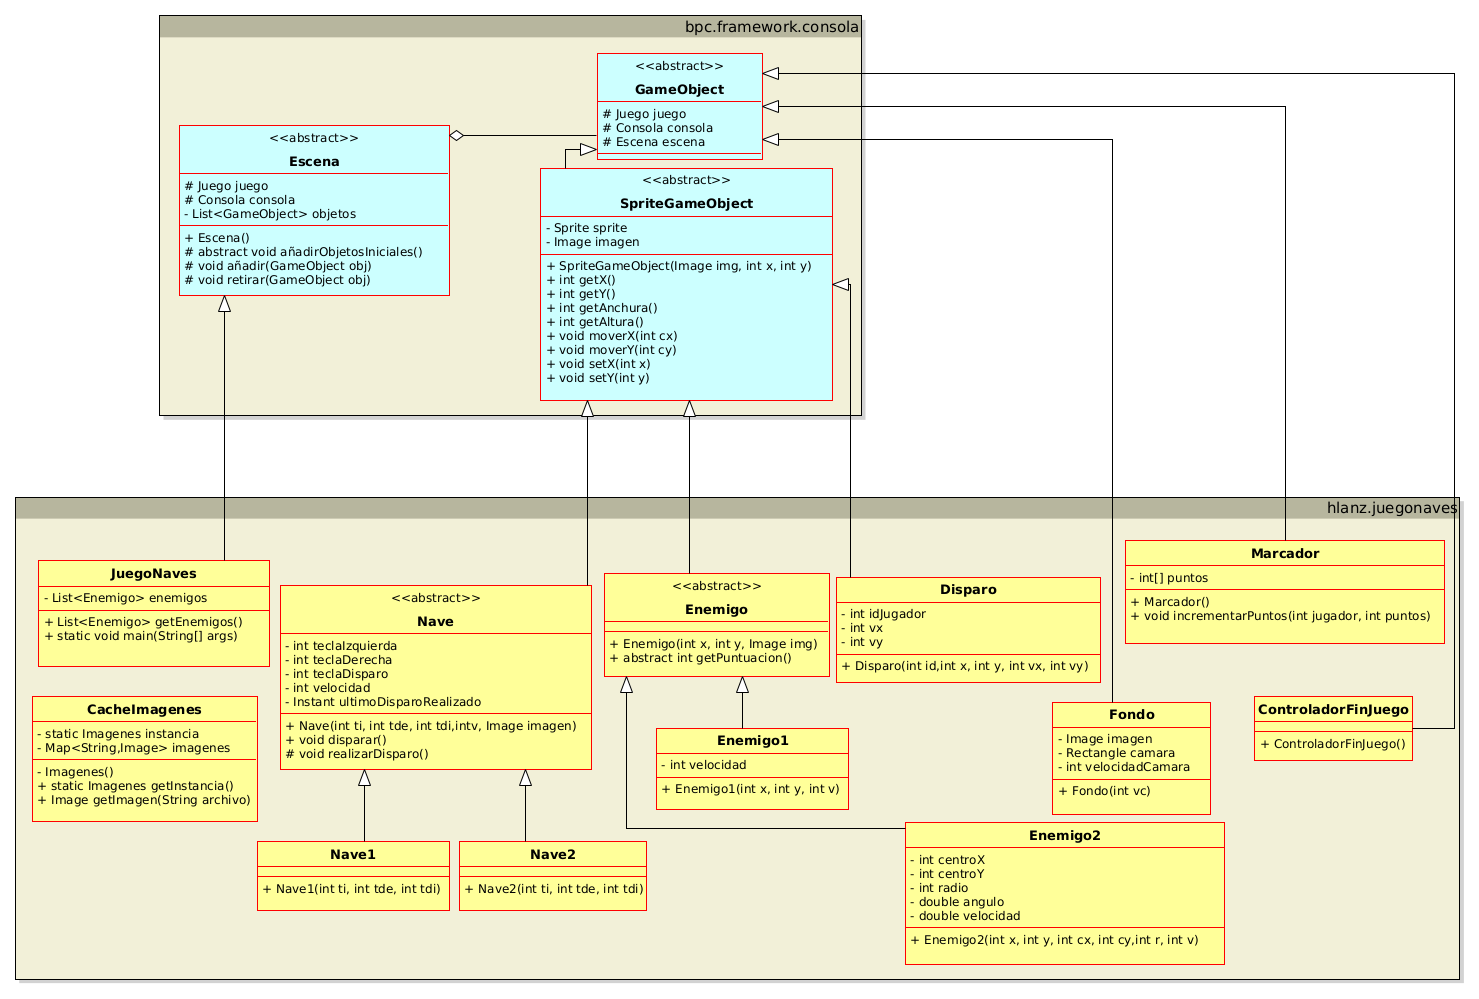 bpc.framework.consola
<<abstract>>
GameObject
# Juego juego
# Consola consola
# Escena escena
<<abstract>>
Escena
# Juego juego
# Consola consola
- List<GameObject> objetos
+ Escena()
# abstract void añadirObjetosIniciales()
# void añadir(GameObject obj)
# void retirar(GameObject obj)
<<abstract>>
SpriteGameObject
- Sprite sprite
- Image imagen
+ SpriteGameObject(Image img, int x, int y)
+ int getX()
+ int getY()
+ int getAnchura()
+ int getAltura()
+ void moverX(int cx)
+ void moverY(int cy)
+ void setX(int x)
+ void setY(int y)
hlanz.juegonaves
JuegoNaves
- List<Enemigo> enemigos
+ List<Enemigo> getEnemigos()
+ static void main(String[] args)
<<abstract>>
Nave
- int teclaIzquierda
- int teclaDerecha
- int teclaDisparo
- int velocidad
- Instant ultimoDisparoRealizado
+ Nave(int ti, int tde, int tdi,intv, Image imagen)
+ void disparar()
# void realizarDisparo()
<<abstract>>
Enemigo
+ Enemigo(int x, int y, Image img)
+ abstract int getPuntuacion()
Disparo
- int idJugador
- int vx
- int vy
+ Disparo(int id,int x, int y, int vx, int vy)
Marcador
- int[] puntos
+ Marcador()
+ void incrementarPuntos(int jugador, int puntos)
CacheImagenes
- static Imagenes instancia
- Map<String,Image> imagenes
- Imagenes()
+ static Imagenes getInstancia()
+ Image getImagen(String archivo)
Enemigo1
- int velocidad
+ Enemigo1(int x, int y, int v)
Fondo
- Image imagen
- Rectangle camara
- int velocidadCamara
+ Fondo(int vc)
ControladorFinJuego
+ ControladorFinJuego()
Nave1
+ Nave1(int ti, int tde, int tdi)
Nave2
+ Nave2(int ti, int tde, int tdi)
Enemigo2
- int centroX
- int centroY
- int radio
- double angulo
- double velocidad
+ Enemigo2(int x, int y, int cx, int cy,int r, int v)